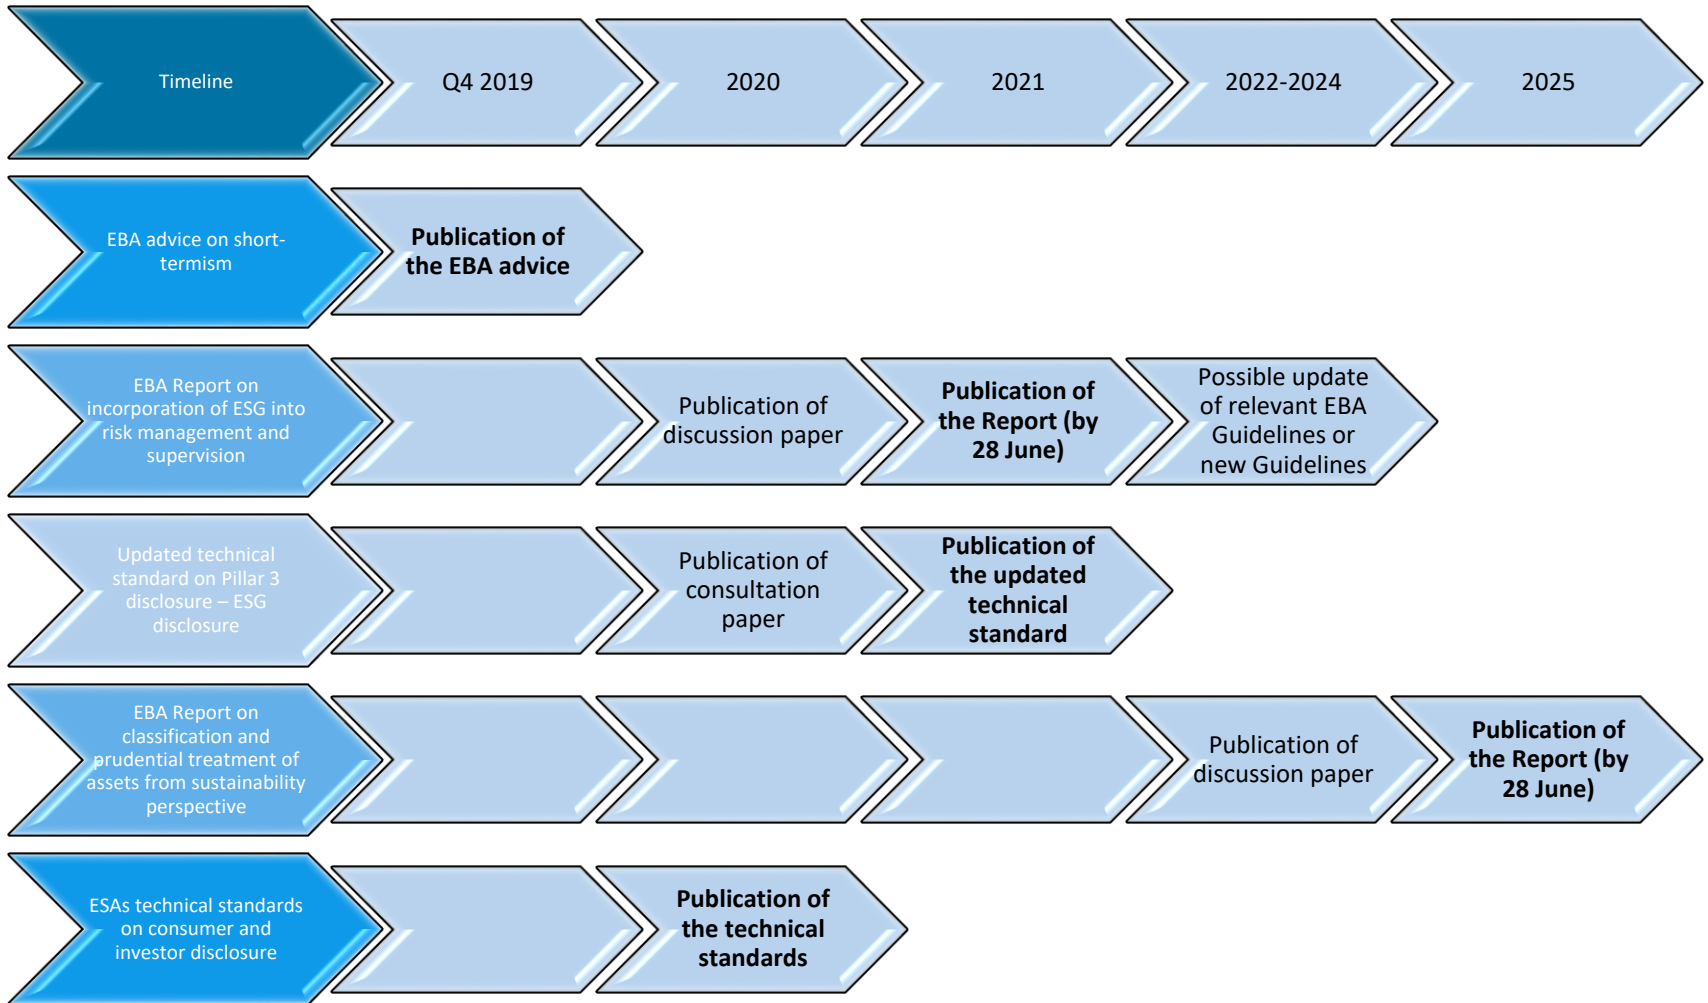 Timeline
Q4 2019
2020
2021
2022-2024
2025
EBA advice on short-
termism
Publication of
the EBA advice
EBA Report on
incorporation of ESG into
risk management and
supervision
Publication of
discussion paper
Publication of
the Report (by
28 June)
Possible update
of relevant EBA
Guidelines or
new Guidelines
Updated technical
standard on Pillar 3
disclosure – ESG
disclosure
Publication of
consultation
paper
Publication of
the updated
technical
standard
EBA Report on
classification and
prudential treatment of
assets from sustainability
perspective
Publication of
discussion paper
Publication of
the Report (by
28 June)
ESAs technical standards
on consumer and
investor disclosure
Publication of
the technical
standards